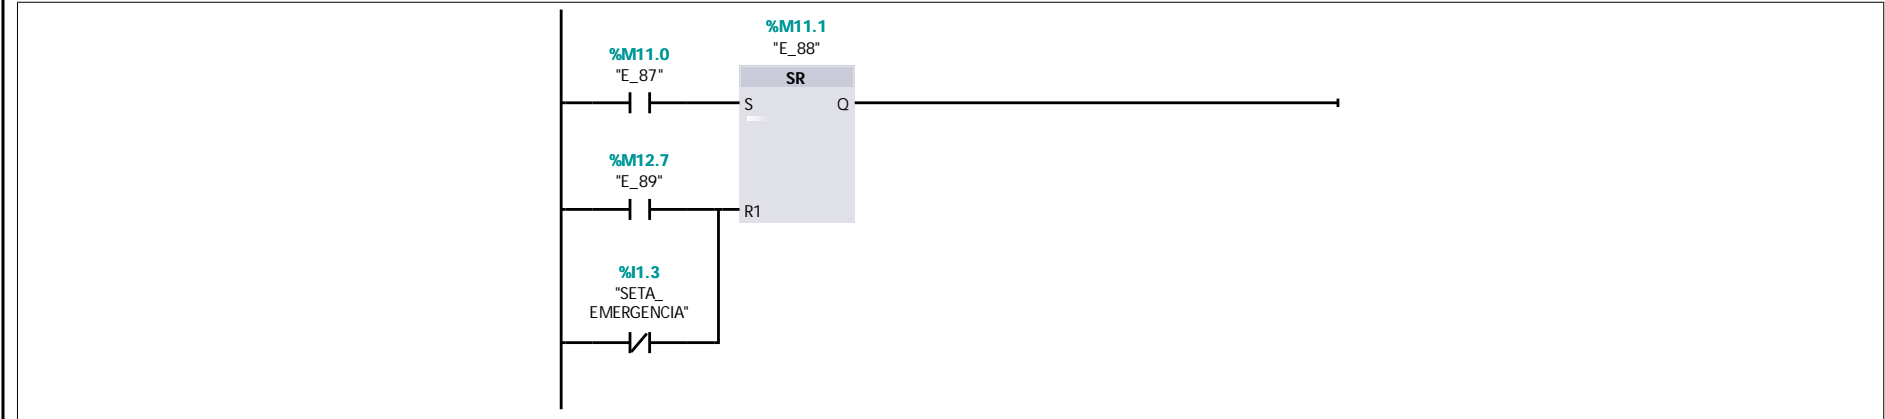 %M11.1
"E_88"
%M11.0
"E_87"
SR
S Q
%M12.7
"E_89"
R1
%I1.3
"SETA_
EMERGENCIA"